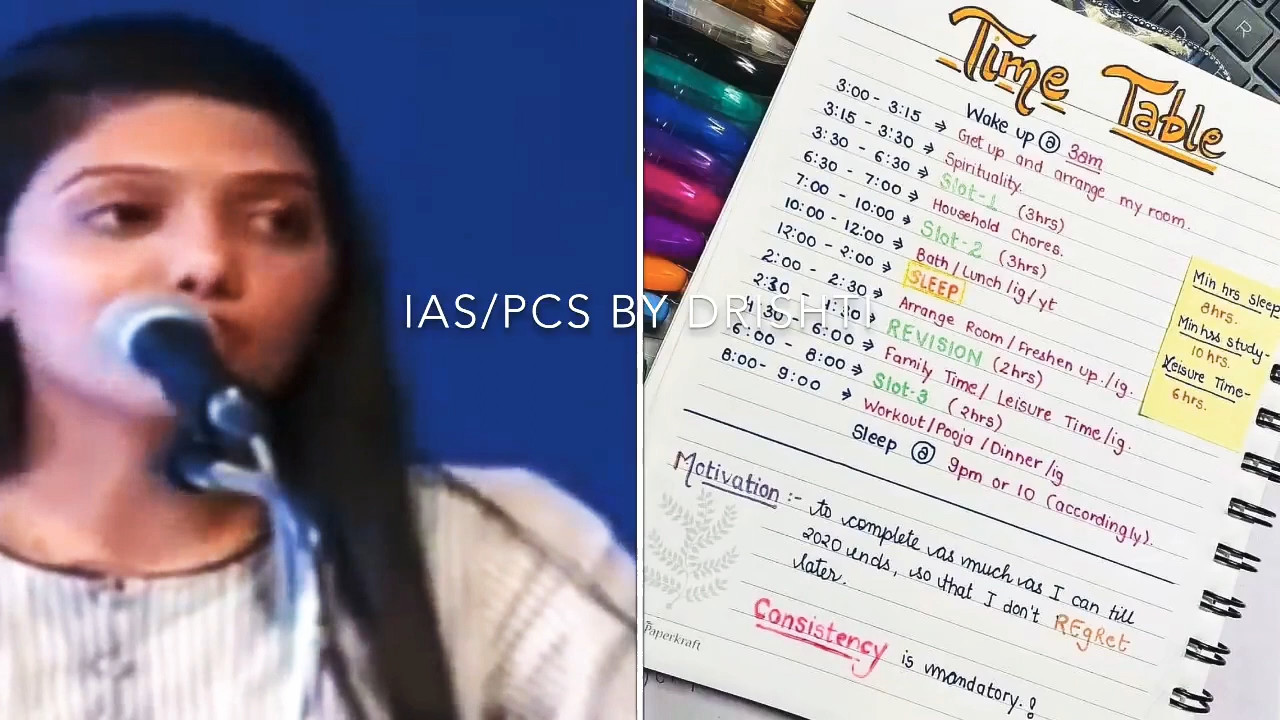 Time Table
Wake up @ 3am
3:00 - 3:15 → Get up and arrange my room.
3:15 - 3:30 → Spirituality.
3:30 - 6:30 → Slot-1 (3hrs)
6:30 - 7:00 → Household Chores.
7:00 - 10:00 → Slot-2 (3hrs)
10:00 - 12:00 → Bath/Lunch/ig/yt
12:00 - 2:00 → SLEEP
2:00 - 2:30 → Arrange Room/Freshen up./ig.
2:30 - 4:30 → REVISION (2hrs)
4:30 - 6:00 → Family Time/ Leisure Time/ig.
6:00 - 8:00 → Slot-3 (2hrs)
8:00 - 9:00 → Workout/Pooja/Dinner/ig
Sleep @ 9pm or 10 (accordingly).
Min hrs sleep
8hrs.
Min hrs study-
10 hrs.
Leisure Time-
6 hrs.
IAS/PCS BY DRISHTI
Motivation :- to complete as much as I can till
2020 ends, so that I don't REgRet
later.
Consistency is mandatory.!
Paperkraft